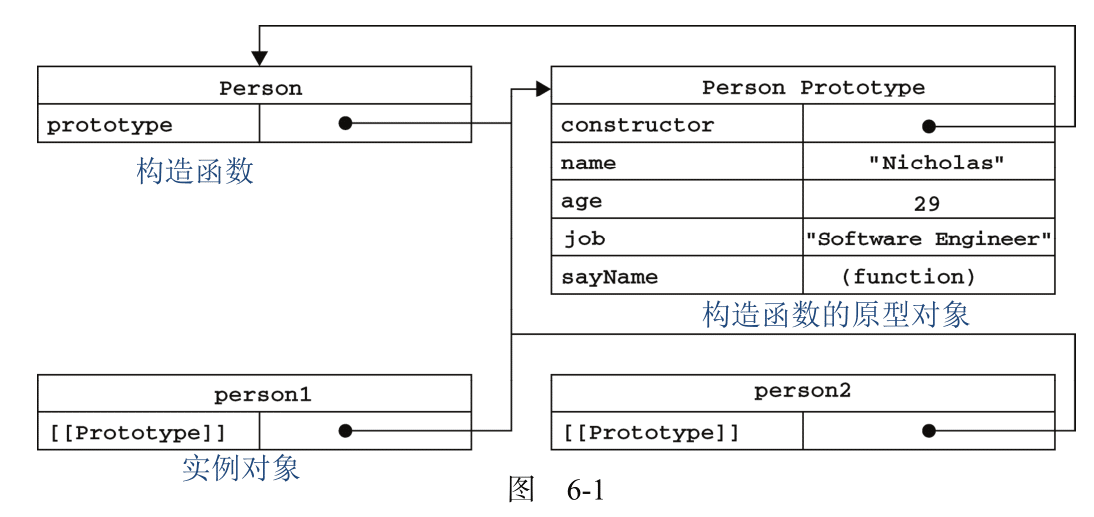 Person
prototype
构造函数
Person Prototype
constructor
name "Nicholas"
age 29
job "Software Engineer"
sayName (function)
构造函数的原型对象
person1
[[Prototype]]
实例对象
person2
[[Prototype]]
图 6-1